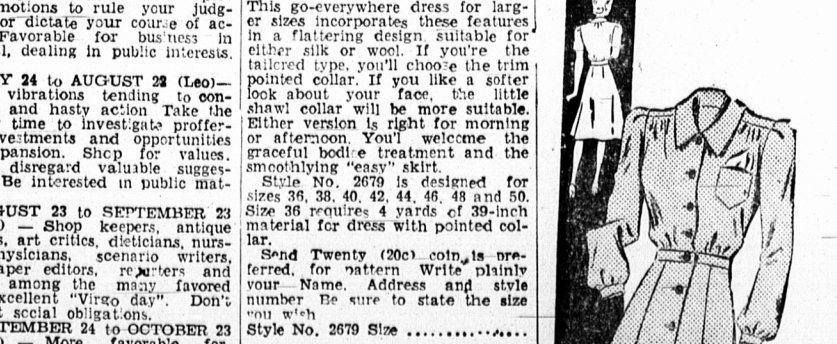 motions to rule your judg-
or dictate your course of ac-
Favorable for business in
l, dealing in public interests.
Y 24 to AUGUST 22 (Leo)—
vibrations tending to con-
and hasty action Take the
time to investigate proffer-
vestments and opportunities
pansion. Shop for values.
disregard valuable sugges-
Be interested in public mat-
GUST 23 to SEPTEMBER 23
) — Shop keepers, antique
s, art critics, dieticians, nurs-
hysicians, scenario writers,
aper editors, reporters and
among the many favored
xcellent "Virgo day". Don't
t social obligations.
TEMBER 24 to OCTOBER 23
) — More favorable for
This go-everywhere dress for larg-
er sizes incorporates these features
in a flattering design suitable for
either silk or wool. If you're the
tailored type, you'll choose the trim
pointed collar. If you like a softer
look about your face, the little
shawl collar will be more suitable.
Either version is right for morning
or afternoon. You'l welcome the
graceful bodice treatment and the
smoothlying "easy" skirt.
Style No. 2679 is designed for
sizes 36, 38, 40, 42, 44, 46, 48 and 50.
Size 36 requires 4 yards of 39-inch
material for dress with pointed col-
lar.
Send Twenty (20c) coin, is pre-
ferred, for pattern Write plainly
your Name. Address and style
number Be sure to state the size
you wish
Style No. 2679 Size ..................